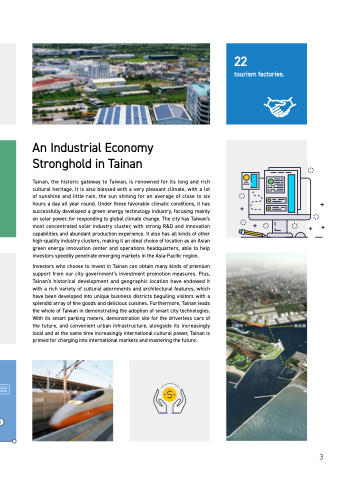 22
tourism factories.
An Industrial Economy
Stronghold in Tainan
Tainan, the historic gateway to Taiwan, is renowned for its long and rich
cultural heritage. It is also blessed with a very pleasant climate, with a lot
of sunshine and little rain, the sun shining for an average of close to six
hours a day all year round. Under these favorable climatic conditions, it has
successfully developed a green energy technology industry, focusing mainly
on solar power, for responding to global climate change. The city has Taiwan's
most concentrated solar industry cluster, with strong R&D and innovation
capabilities and abundant production experience. It also has all kinds of other
high-quality industry clusters, making it an ideal choice of location as an Asian
green energy innovation center and operations headquarters, able to help
investors speedily penetrate emerging markets in the Asia-Pacific region.
Investors who choose to invest in Tainan can obtain many kinds of premium
support from our city government's investment promotion measures. Plus,
Tainan's historical development and geographic location have endowed it
with a rich variety of cultural adornments and architectural features, which
have been developed into unique business districts beguiling visitors with a
splendid array of fine goods and delicious cuisines. Furthermore, Tainan leads
the whole of Taiwan in demonstrating the adoption of smart city technologies.
With its smart parking meters, demonstration site for the driverless cars of
the future, and convenient urban infrastructure, alongside its increasingly
local and at the same time increasingly international cultural power, Tainan is
primed for charging into international markets and mastering the future.
3